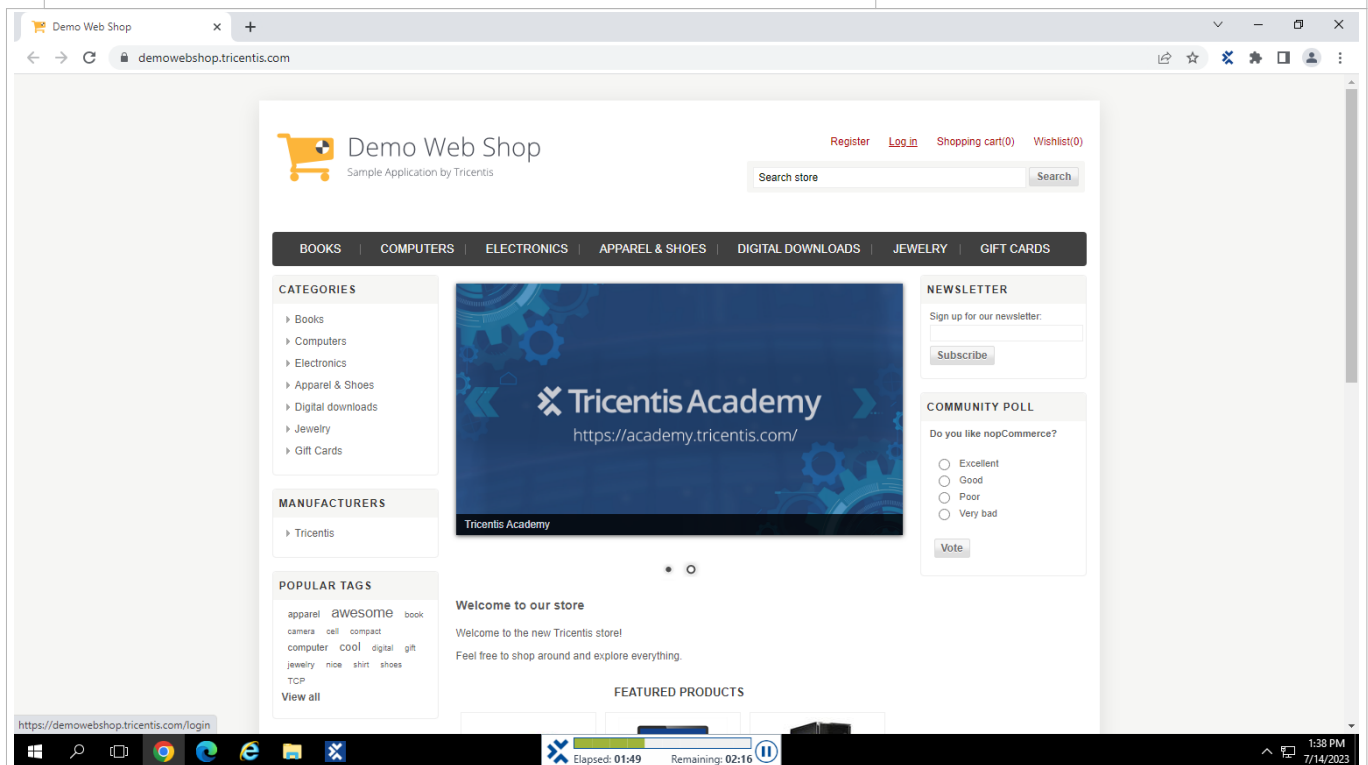 Demo Web Shop
demowebshop.tricentis.com
Demo Web Shop
Sample Application by Tricentis
Register Log in Shopping cart(0) Wishlist(0)
Search store Search
BOOKS | COMPUTERS | ELECTRONICS | APPAREL & SHOES | DIGITAL DOWNLOADS | JEWELRY | GIFT CARDS
CATEGORIES
Books
Computers
Electronics
Apparel & Shoes
Digital downloads
Jewelry
Gift Cards
MANUFACTURERS
Tricentis
POPULAR TAGS
apparel awesome book
camera cell compact
computer cool digital gift
jewelry nice shirt shoes
TCP
View all
Tricentis Academy
https://academy.tricentis.com/
Tricentis Academy
Welcome to our store
Welcome to the new Tricentis store!
Feel free to shop around and explore everything.
FEATURED PRODUCTS
NEWSLETTER
Sign up for our newsletter:
Subscribe
COMMUNITY POLL
Do you like nopCommerce?
Excellent
Good
Poor
Very bad
Vote
https://demowebshop.tricentis.com/login
Elapsed: 01:49 Remaining: 02:16
1:38 PM
7/14/2023